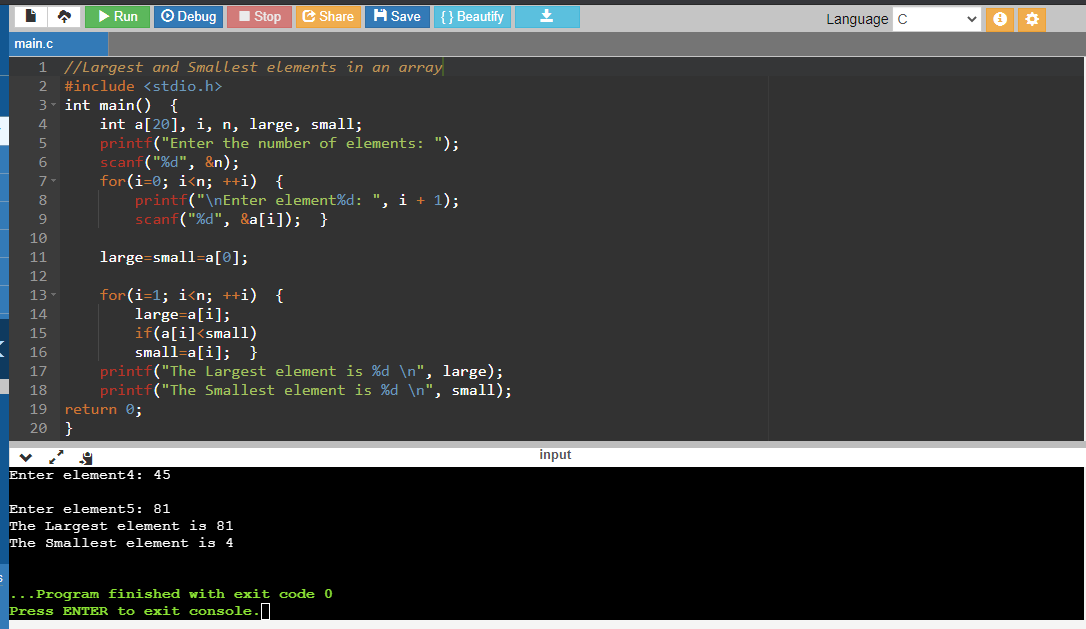 Run Debug Stop Share Save { } Beautify Language C
main.c
1 //Largest and Smallest elements in an array
2 #include <stdio.h>
3 int main()  {
4     int a[20], i, n, large, small;
5     printf("Enter the number of elements: ");
6     scanf("%d", &n);
7     for(i=0; i<n; ++i)  {
8         printf("\nEnter element%d: ", i + 1);
9         scanf("%d", &a[i]);  }
10
11     large=small=a[0];
12
13     for(i=1; i<n; ++i)  {
14         large=a[i];
15         if(a[i]<small)
16         small=a[i];  }
17     printf("The Largest element is %d \n", large);
18     printf("The Smallest element is %d \n", small);
19 return 0;
20 }
input
Enter element4: 45
Enter element5: 81
The Largest element is 81
The Smallest element is 4
...Program finished with exit code 0
Press ENTER to exit console.